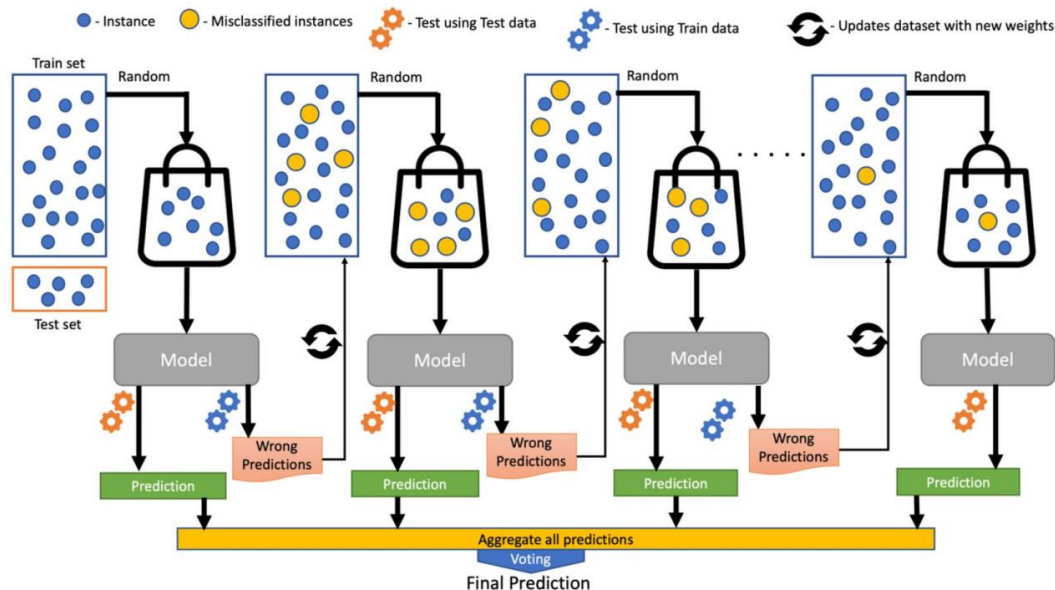 - Instance
- Misclassified instances
- Test using Test data
- Test using Train data
- Updates dataset with new weights
Train set
Random
Random
Random
Random
Test set
Model
Model
Model
Model
Wrong
Predictions
Wrong
Predictions
Wrong
Predictions
Prediction
Prediction
Prediction
Prediction
Aggregate all predictions
Voting
Final Prediction